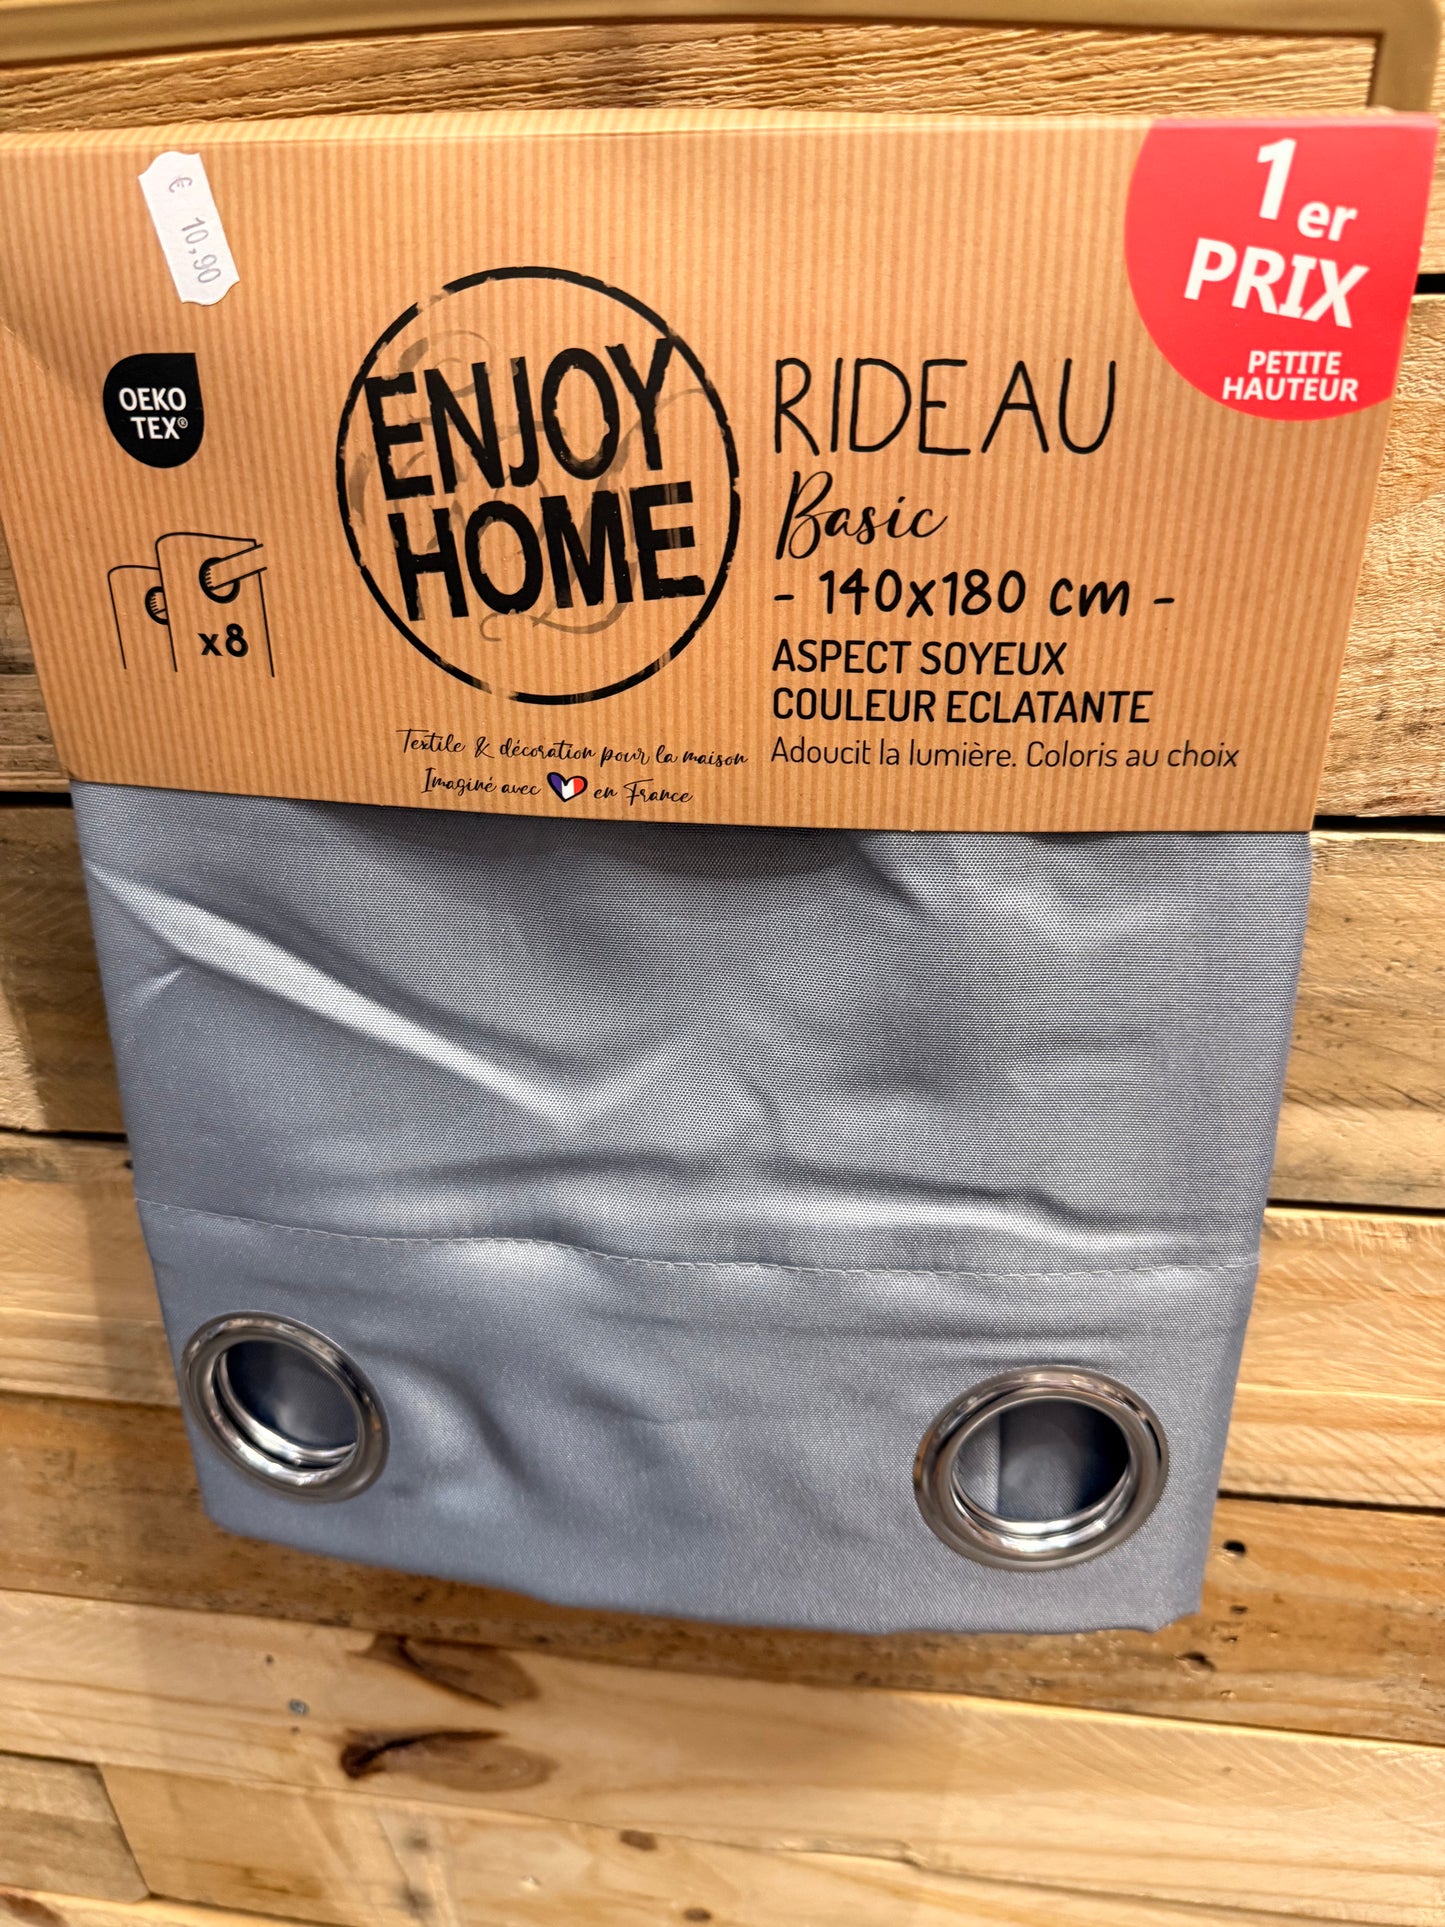 € 10,90
1er
PRIX
PETITE
HAUTEUR
OEKO
TEX®
x8
ENJOY
HOME
RIDEAU
Basic
- 140x180 cm -
ASPECT SOYEUX
COULEUR ECLATANTE
Adoucit la lumière. Coloris au choix
Textile & décoration pour la maison
Imaginé avec en France